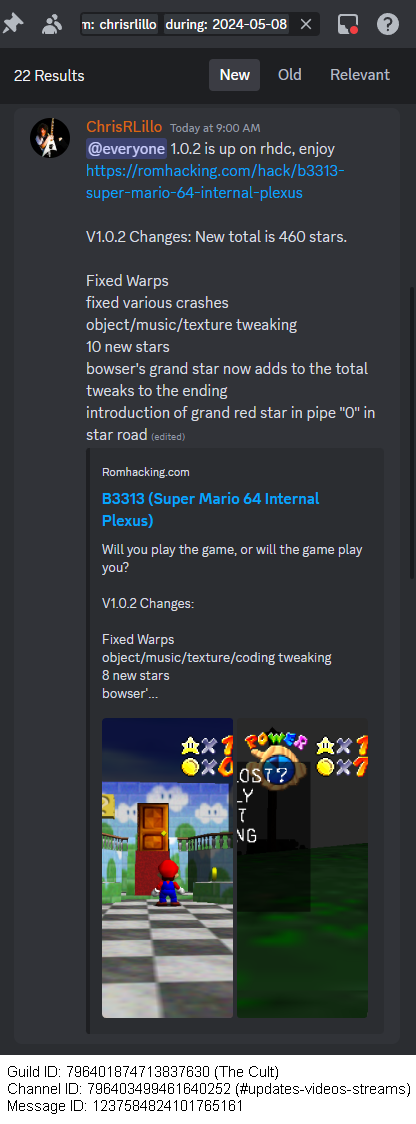 m: chrisrlillo during: 2024-05-08
22 Results
New Old Relevant
ChrisRLillo Today at 9:00 AM
@everyone 1.0.2 is up on rhdc, enjoy
https://romhacking.com/hack/b3313-
super-mario-64-internal-plexus
V1.0.2 Changes: New total is 460 stars.
Fixed Warps
fixed various crashes
object/music/texture tweaking
10 new stars
bowser's grand star now adds to the total
tweaks to the ending
introduction of grand red star in pipe "0" in
star road (edited)
Romhacking.com
B3313 (Super Mario 64 Internal
Plexus)
Will you play the game, or will the game play
you?
V1.0.2 Changes:
Fixed Warps
object/music/texture/coding tweaking
8 new stars
bowser'...
POWER
LOST?
LY
T
NG
Guild ID: 796401874713837630 (The Cult)
Channel ID: 796403499461640252 (#updates-videos-streams)
Message ID: 1237584824101765161